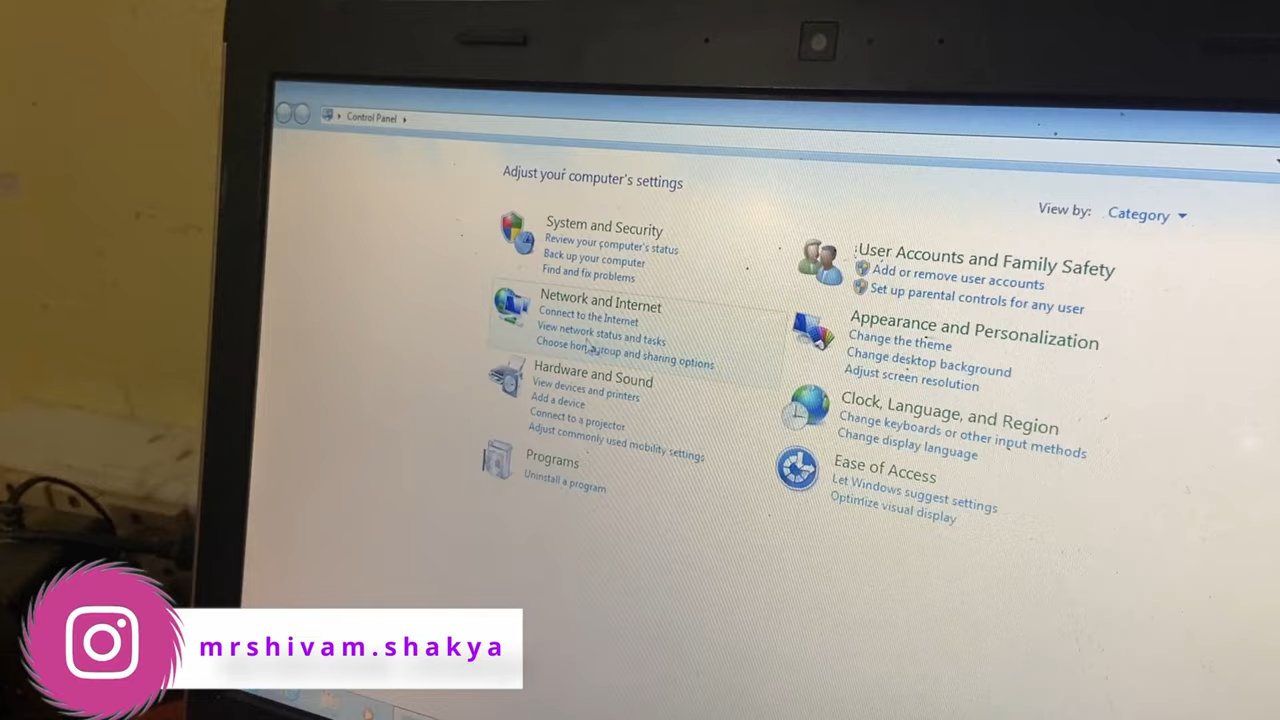 Control Panel
Adjust your computer's settings
View by: Category
System and Security
Review your computer's status
Back up your computer
Find and fix problems
Network and Internet
Connect to the Internet
View network status and tasks
Choose homegroup and sharing options
Hardware and Sound
View devices and printers
Add a device
Connect to a projector
Adjust commonly used mobility settings
Programs
Uninstall a program
User Accounts and Family Safety
Add or remove user accounts
Set up parental controls for any user
Appearance and Personalization
Change the theme
Change desktop background
Adjust screen resolution
Clock, Language, and Region
Change keyboards or other input methods
Change display language
Ease of Access
Let Windows suggest settings
Optimize visual display
mrshivam.shakya